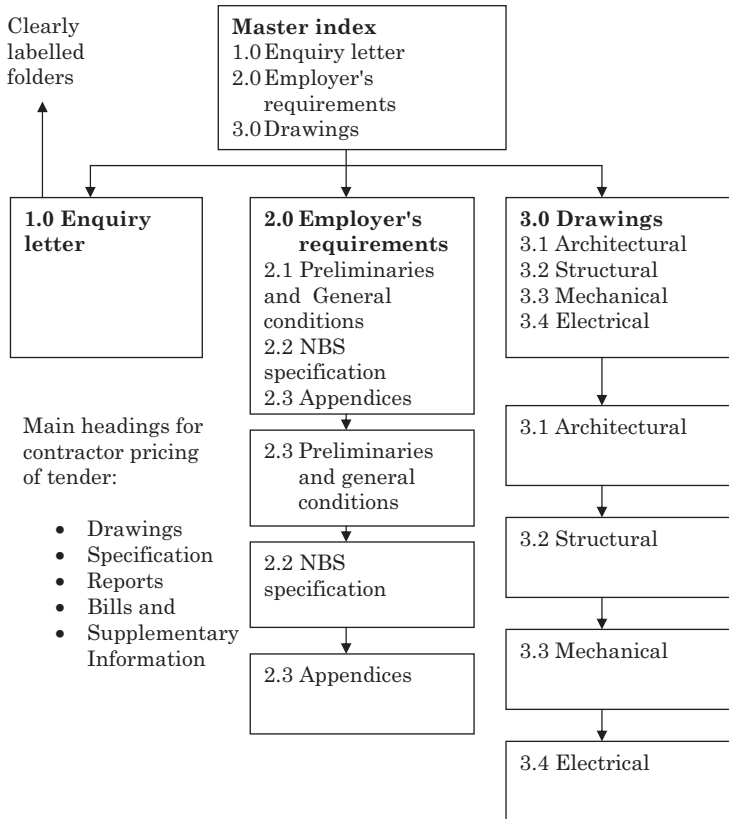 Clearly
labelled
folders
Master index
1.0 Enquiry letter
2.0 Employer's
requirements
3.0 Drawings
1.0 Enquiry
letter
2.0 Employer's
requirements
2.1 Preliminaries
and General
conditions
2.2 NBS
specification
2.3 Appendices
3.0 Drawings
3.1 Architectural
3.2 Structural
3.3 Mechanical
3.4 Electrical
Main headings for
contractor pricing
of tender:
• Drawings
• Specification
• Reports
• Bills and
• Supplementary
Information
2.3 Preliminaries
and general
conditions
2.2 NBS
specification
2.3 Appendices
3.1 Architectural
3.2 Structural
3.3 Mechanical
3.4 Electrical